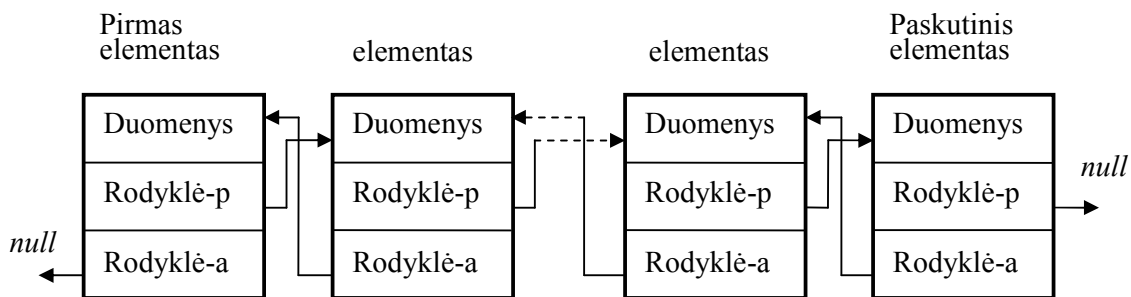 Pirmas
elementas
elementas
elementas
Paskutinis
elementas
Duomenys
Duomenys
Duomenys
Duomenys
Rodyklė-p
Rodyklė-p
Rodyklė-p
Rodyklė-p
null
null
Rodyklė-a
Rodyklė-a
Rodyklė-a
Rodyklė-a